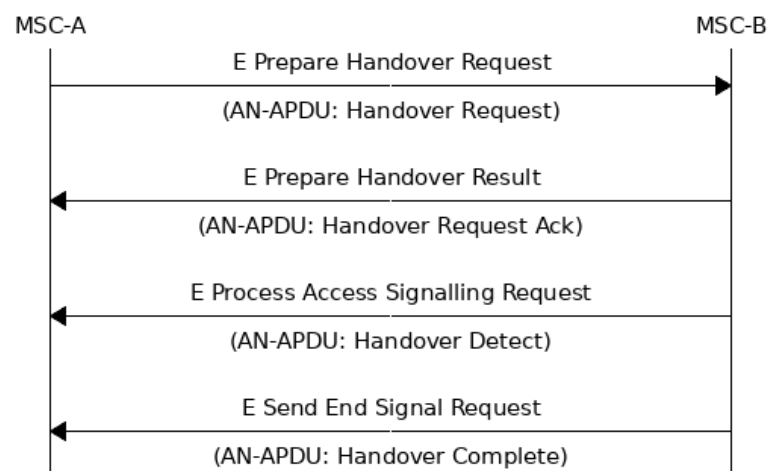 MSC-A MSC-B
E Prepare Handover Request
(AN-APDU: Handover Request)
E Prepare Handover Result
(AN-APDU: Handover Request Ack)
E Process Access Signalling Request
(AN-APDU: Handover Detect)
E Send End Signal Request
(AN-APDU: Handover Complete)